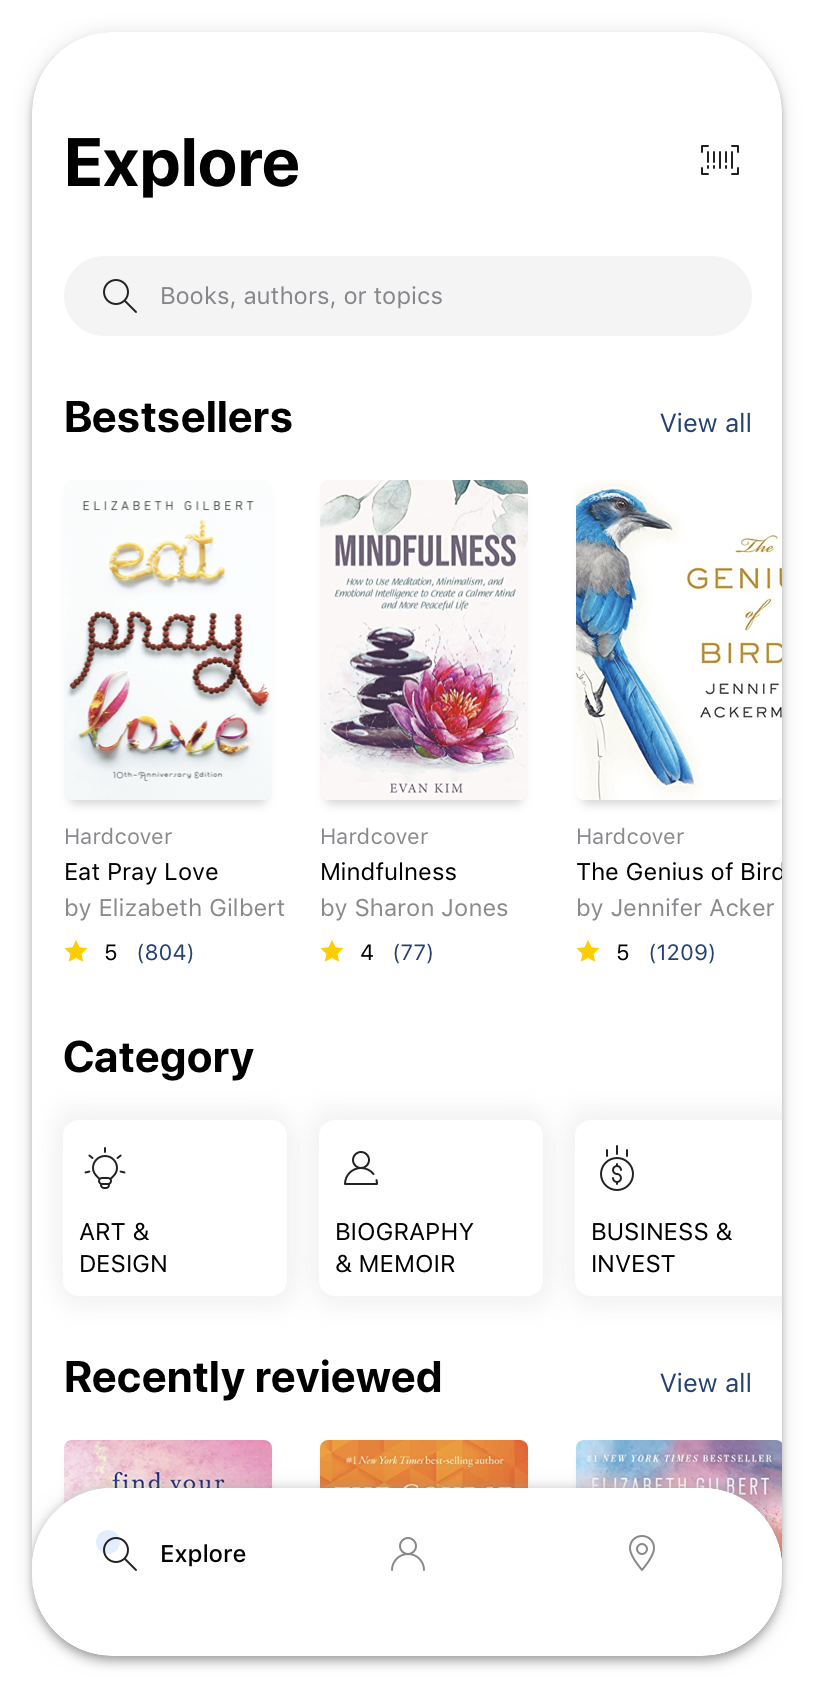 Explore
Books, authors, or topics
Bestsellers
View all
ELIZABETH GILBERT
eat
pray
love
10th-Anniversary Edition
MINDFULNESS
How to Use Meditation, Minimalism, and
Emotional Intelligence to Create a Calmer Mind
and More Peaceful Life
EVAN KIM
The
GENIU
of
BIRD
JENNIF
ACKERM
Hardcover
Eat Pray Love
by Elizabeth Gilbert
5 (804)
Hardcover
Mindfulness
by Sharon Jones
4 (77)
Hardcover
The Genius of Bird
by Jennifer Acker
5 (1209)
Category
ART &
DESIGN
BIOGRAPHY
& MEMOIR
BUSINESS &
INVEST
Recently reviewed
View all
find your
#1 New York Times best-selling author
#1 NEW YORK TIMES BESTSELLER
ELIZABETH GILBERT
Explore